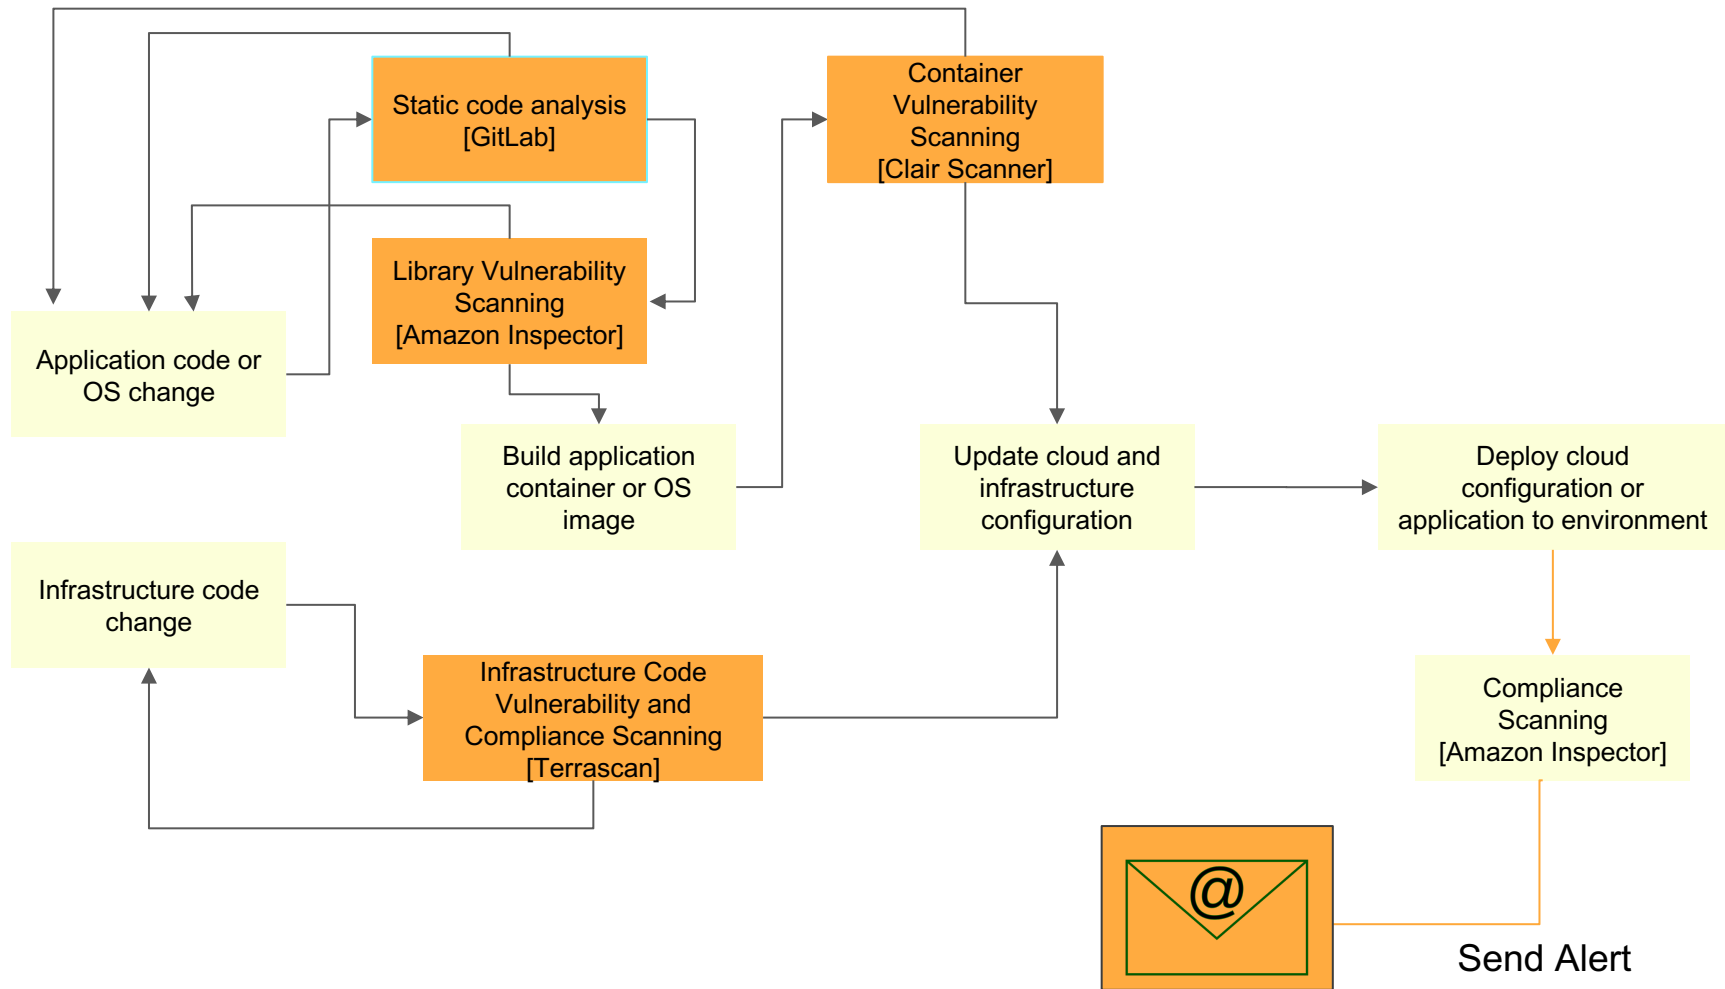 Static code analysis
[GitLab]
Container
Vulnerability
Scanning
[Clair Scanner]
Library Vulnerability
Scanning
[Amazon Inspector]
Application code or
OS change
Build application
container or OS
image
Update cloud and
infrastructure
configuration
Deploy cloud
configuration or
application to environment
Infrastructure code
change
Infrastructure Code
Vulnerability and
Compliance Scanning
[Terrascan]
Compliance
Scanning
[Amazon Inspector]
@
Send Alert